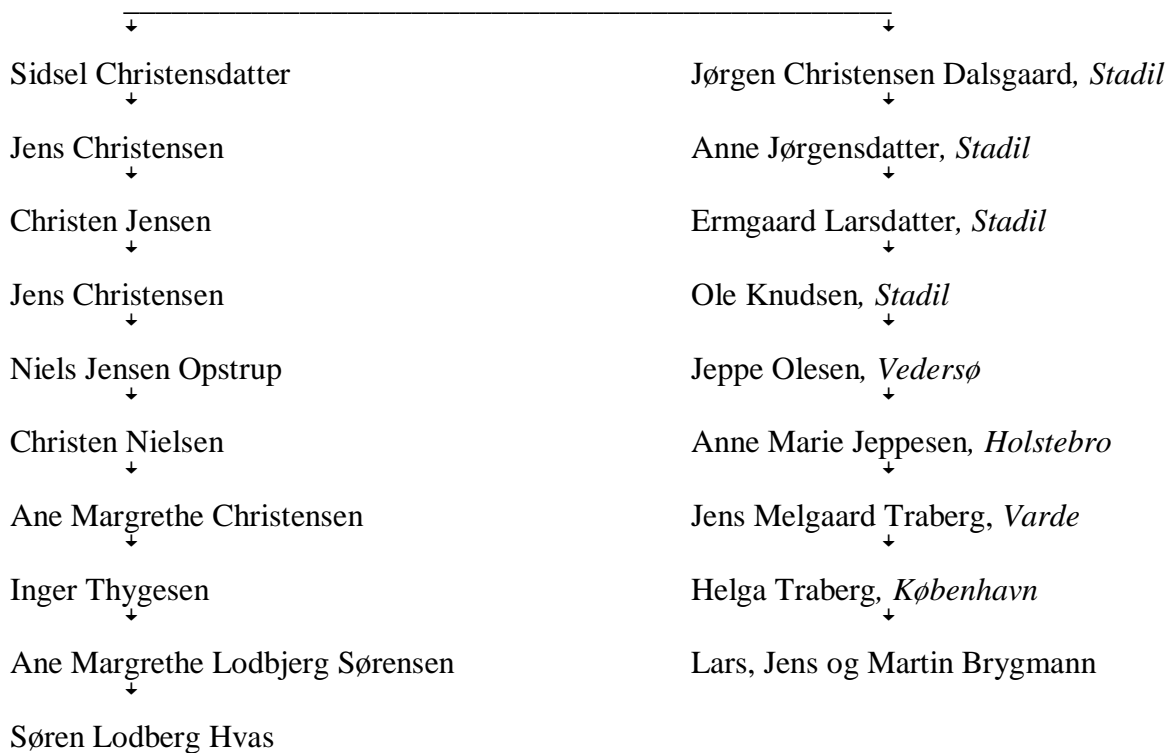 Sidsel Christensdatter Jørgen Christensen Dalsgaard, Stadil
Jens Christensen Anne Jørgensdatter, Stadil
Christen Jensen Ermgaard Larsdatter, Stadil
Jens Christensen Ole Knudsen, Stadil
Niels Jensen Opstrup Jeppe Olesen, Vedersø
Christen Nielsen Anne Marie Jeppesen, Holstebro
Ane Margrethe Christensen Jens Melgaard Traberg, Varde
Inger Thygesen Helga Traberg, København
Ane Margrethe Lodbjerg Sørensen Lars, Jens og Martin Brygmann
Søren Lodberg Hvas